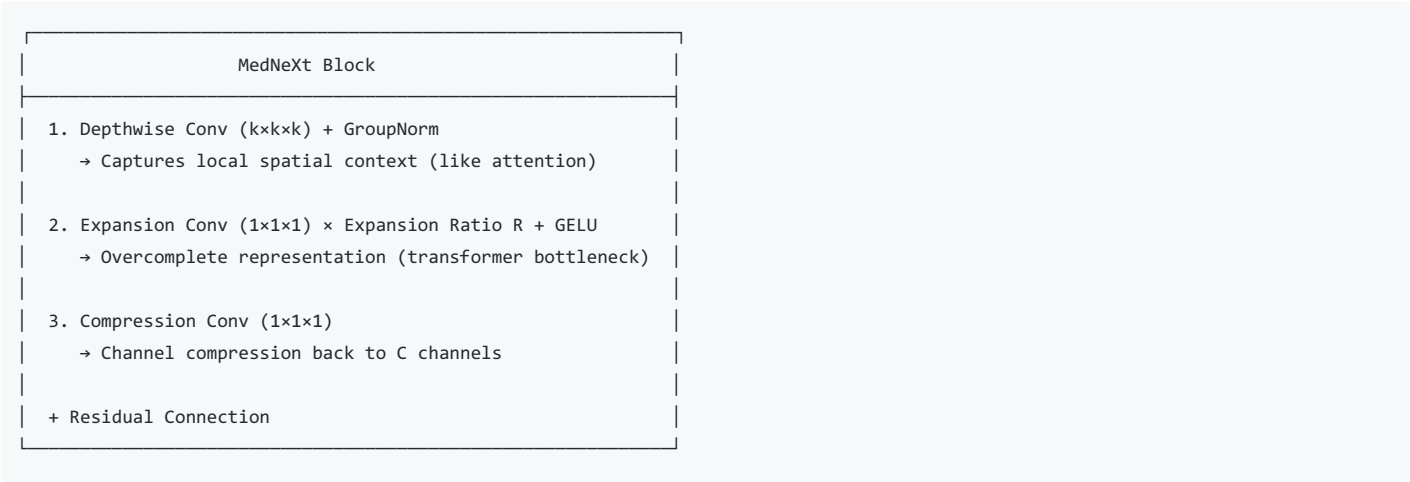 MedNeXt Block
1. Depthwise Conv (k×k×k) + GroupNorm
→ Captures local spatial context (like attention)
2. Expansion Conv (1×1×1) × Expansion Ratio R + GELU
→ Overcomplete representation (transformer bottleneck)
3. Compression Conv (1×1×1)
→ Channel compression back to C channels
+ Residual Connection